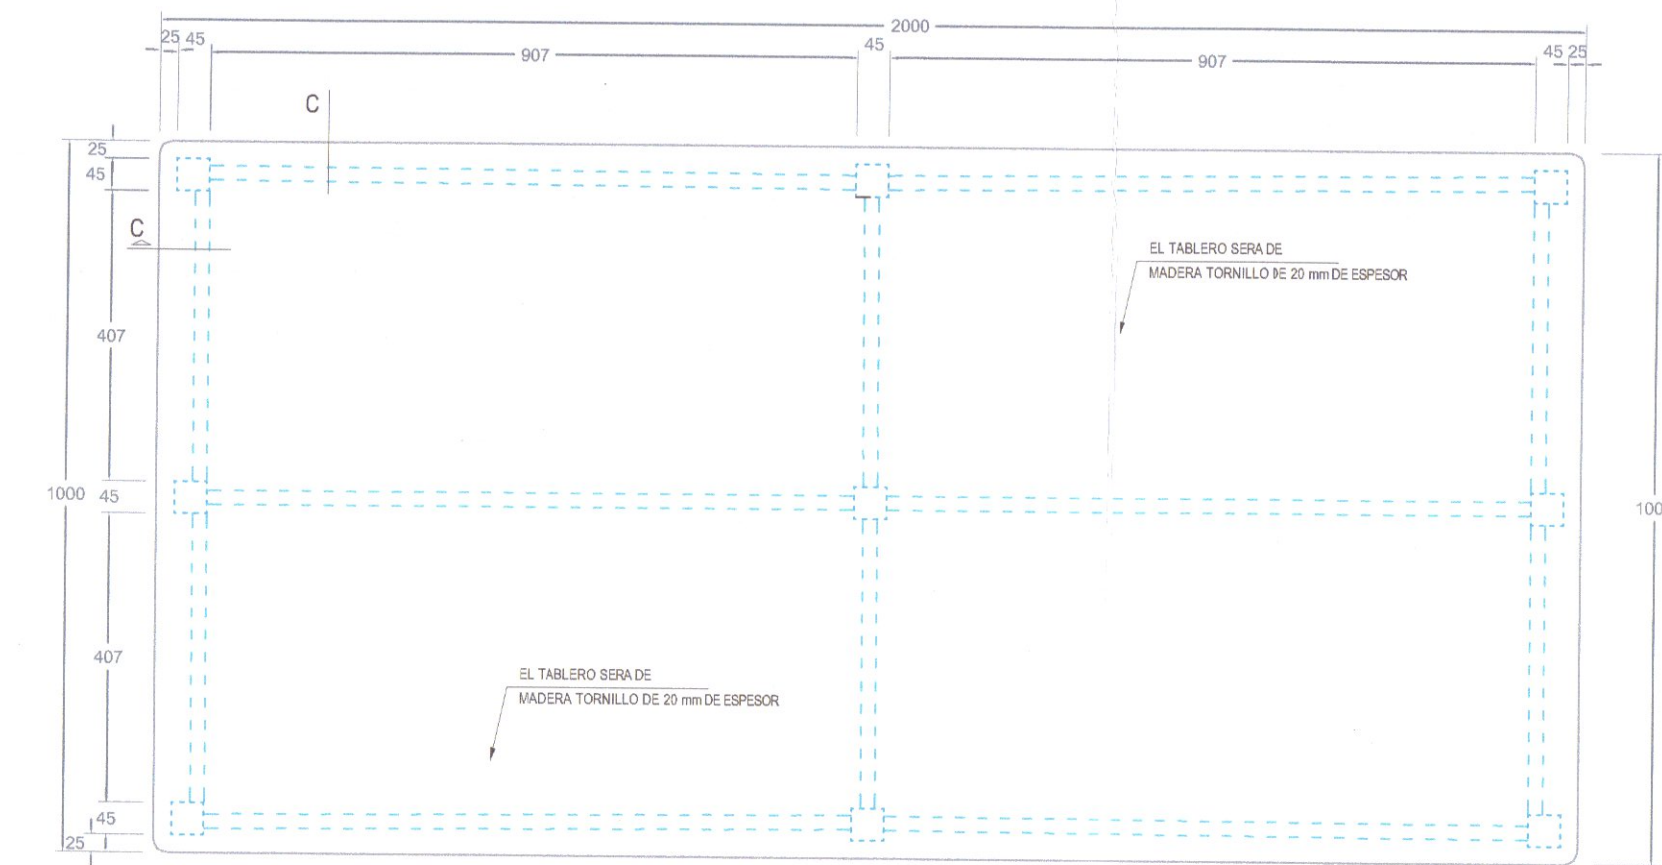 2000
25 45
907
45
907
45 25
C
25
45
C
EL TABLERO SERA DE
MADERA TORNILLO DE 20 mm DE ESPESOR
407
1000
45
100
407
EL TABLERO SERA DE
MADERA TORNILLO DE 20 mm DE ESPESOR
45
25